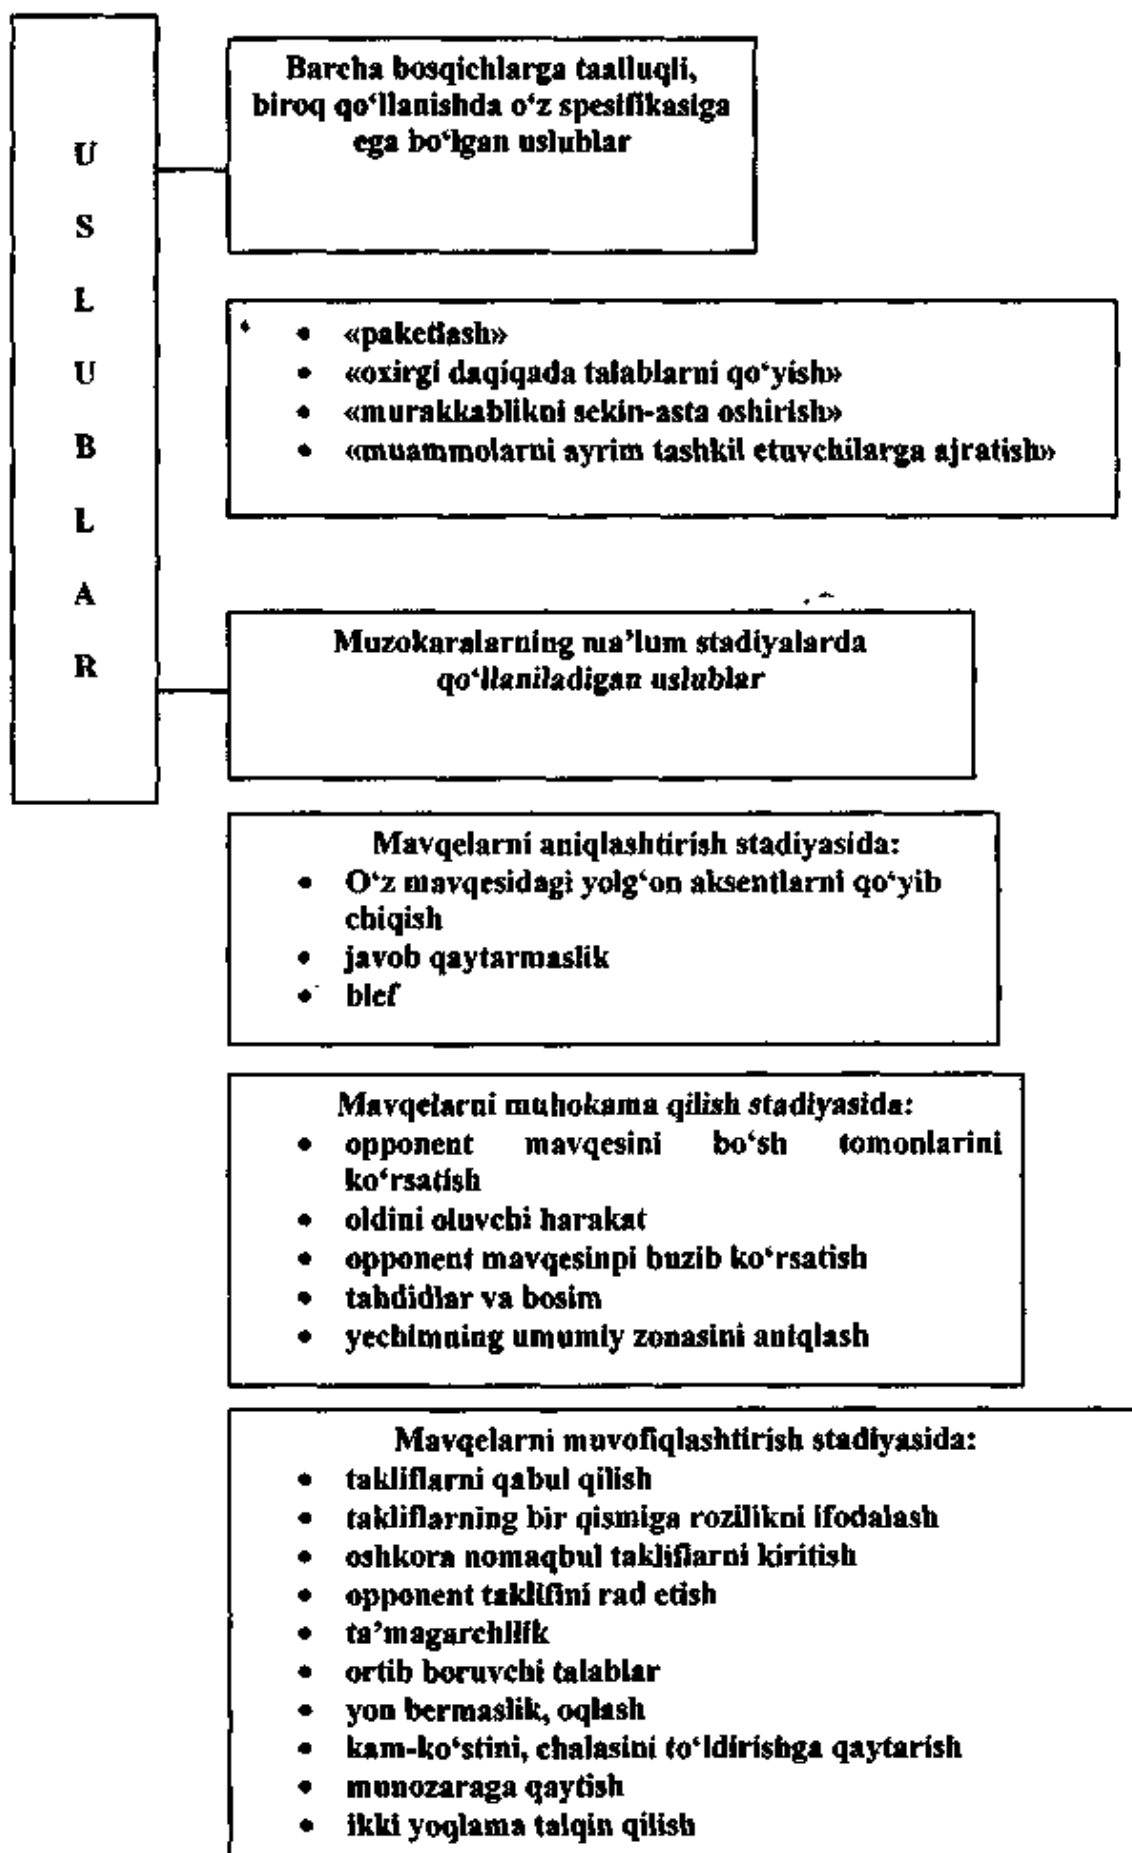 USLUBLAR
Barcha bosqichlarga taalluqli,
biroq qo‘llanishda o‘z spesifikasiga
ega bo‘lgan uslublar
• «paketlash»
• «oxirgi daqiqada talablarni qo‘yish»
• «murakkablikni sekin-asta oshirish»
• «muammolarni ayrim tashkil etuvchilarga ajratish»
Muzokaralarning ma’lum stadiyalarda
qo‘llaniladigan uslublar
Mavqelarni aniqlashtirish stadiyasida:
• O‘z mavqesidagi yolg‘on aksentlarni qo‘yib
chiqish
• javob qaytarmaslik
• blef
Mavqelarni muhokama qilish stadiyasida:
• opponent mavqesini bo‘sh tomonlarini
ko‘rsatish
• oldini oluvchi harakat
• opponent mavqesinpi buzib ko‘rsatish
• tahdidlar va bosim
• yechimning umumiy zonasini aniqlash
Mavqelarni muvofiqlashtirish stadiyasida:
• takliflarni qabul qilish
• takliflarning bir qismiga rozilikni ifodalash
• oshkora nomaqbul takliflarni kiritish
• opponent taklifini rad etish
• ta’magarchilik
• ortib boruvchi talablar
• yon bermaslik, oqlash
• kam-ko‘stini, chalasini to‘ldirishga qaytarish
• munozaraga qaytish
• ikki yoqlama talqin qilish